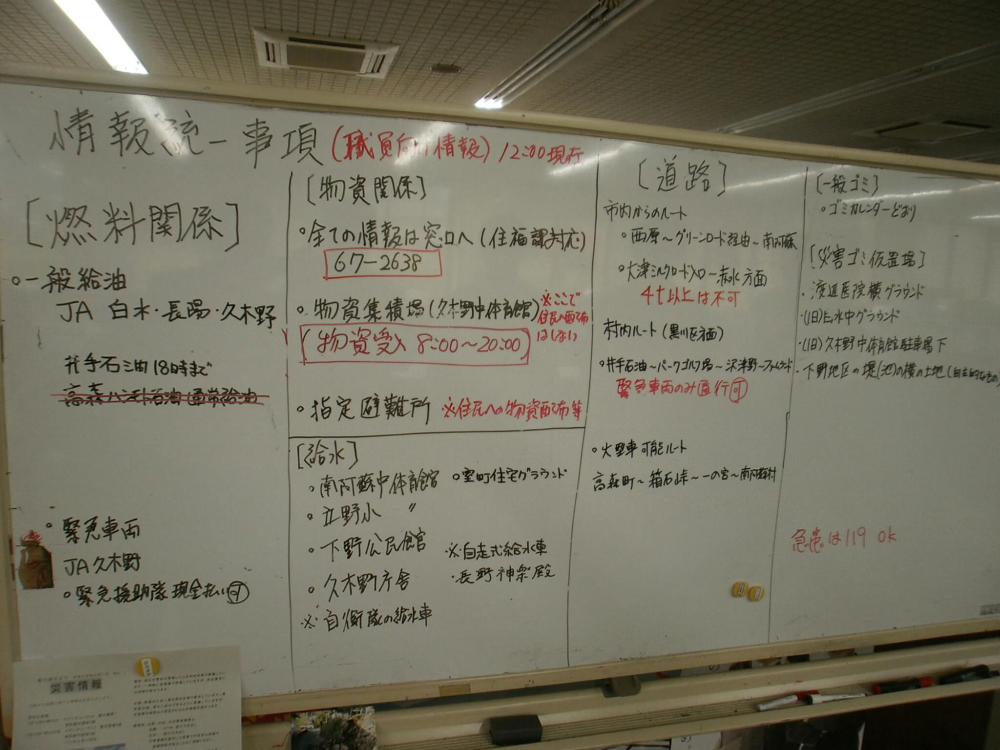 情報統一事項(職員向け情報) 12:00現在
[燃料関係]
○一般給油
JA 白水・長陽・久木野
井手石油18時まで
高森ハシモト石油 通常給油
○緊急車両
JA久木野
○緊急援助隊現金払い可
[物資関係]
○全ての情報は窓口へ(住福課対応)
67-2638
○物資集積場(久木野中体育館)
※ここで
住民へ配布
はしない
(物資受入 8:00〜20:00)
○指定避難所 ※住民への物資配布等
[給水]
○南阿蘇中体育館 ○室町住宅グラウンド
○立野小 〃
○下野公民館
○久木野庁舎
※自衛隊の給水車
※自走式給水車
・長野神楽殿
[道路]
市内からのルート
○西原〜グリーンロード経由〜南阿蘇
○大津ミルクロード入口〜赤水方面
4t以上は不可
村内ルート(黒川区方面)
○井手石油〜パークゴルフ場〜沢津野〜ファームランド
緊急車両のみ通行可
○大型車可能ルート
高森町〜箱石峠〜一の宮〜南阿蘇村
[一般ゴミ]
○ゴミカレンダーどおり
[災害ゴミ仮置場]
・渡辺医院横グラウンド
・(旧)白水中グラウンド
・(旧)久木野中体育館駐車場下
・下野地区の堤(池)の横の土地(自主的なもの)
急患は119 ok
災害情報